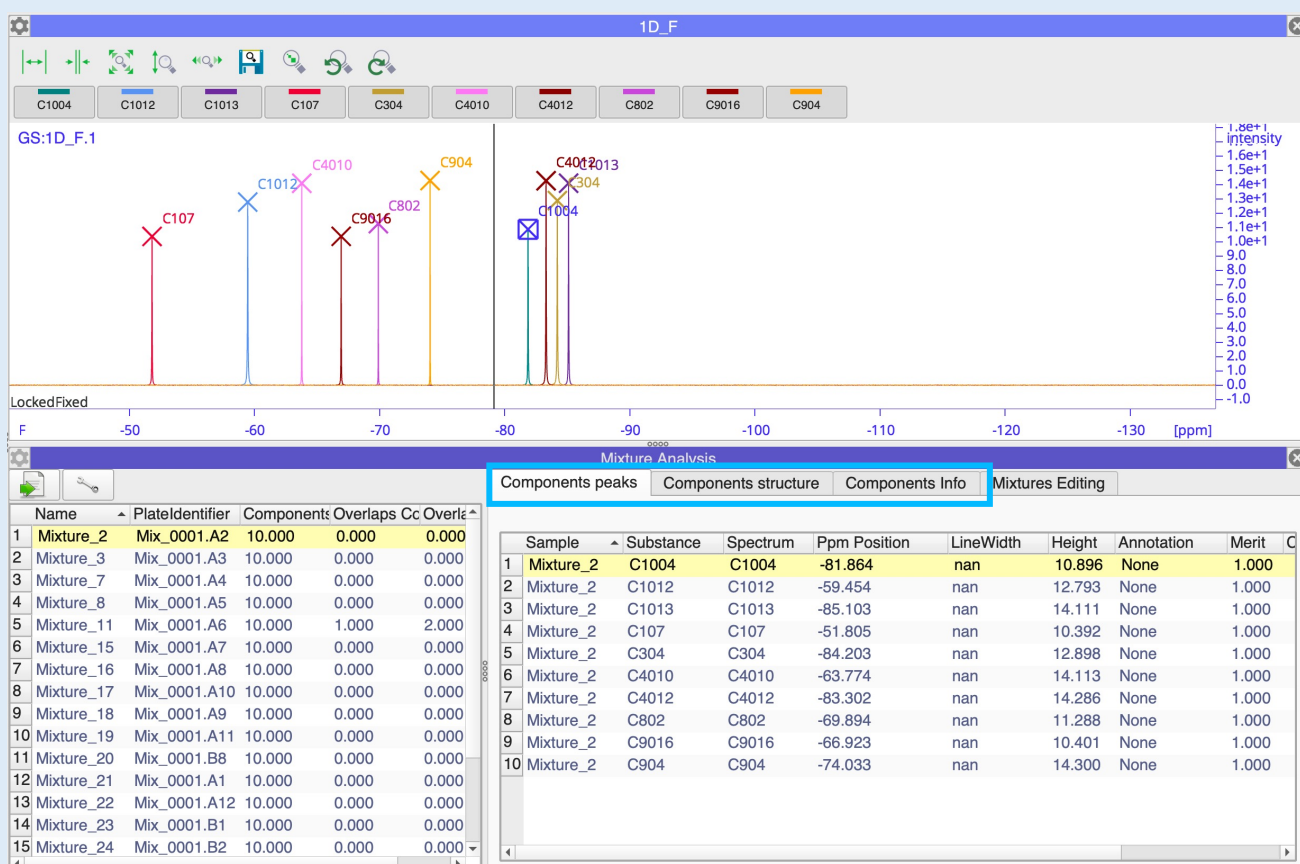 1D_F
C1004 C1012 C1013 C107 C304 C4010 C4012 C802 C9016 C904
GS:1D_F.1
1.8e+1
intensity
1.6e+1
1.5e+1
1.4e+1
1.3e+1
1.2e+1
1.1e+1
1.0e+1
9.0
8.0
7.0
6.0
5.0
4.0
3.0
2.0
1.0
0.0
-1.0
C107
C1012
C4010
C9016
C802
C904
C1004
C4012
C304
C1013
LockedFixed
F -50 -60 -70 -80 -90 -100 -110 -120 -130 [ppm]
Mixture Analysis
Components peaks Components structure Components Info Mixtures Editing
Name PlateIdentifier Components Overlaps
1 Mixture_2 Mix_0001.A2 10.000 0.000 0.000
2 Mixture_3 Mix_0001.A3 10.000 0.000 0.000
3 Mixture_7 Mix_0001.A4 10.000 0.000 0.000
4 Mixture_8 Mix_0001.A5 10.000 0.000 0.000
5 Mixture_11 Mix_0001.A6 10.000 1.000 2.000
6 Mixture_15 Mix_0001.A7 10.000 0.000 0.000
7 Mixture_16 Mix_0001.A8 10.000 0.000 0.000
8 Mixture_17 Mix_0001.A10 10.000 0.000 0.000
9 Mixture_18 Mix_0001.A9 10.000 0.000 0.000
10 Mixture_19 Mix_0001.A11 10.000 0.000 0.000
11 Mixture_20 Mix_0001.B8 10.000 0.000 0.000
12 Mixture_21 Mix_0001.A1 10.000 0.000 0.000
13 Mixture_22 Mix_0001.A12 10.000 0.000 0.000
14 Mixture_23 Mix_0001.B1 10.000 0.000 0.000
15 Mixture_24 Mix_0001.B2 10.000 0.000 0.000
Sample Substance Spectrum Ppm Position LineWidth Height Annotation Merit C
1 Mixture_2 C1004 C1004 -81.864 nan 10.896 None 1.000
2 Mixture_2 C1012 C1012 -59.454 nan 12.793 None 1.000
3 Mixture_2 C1013 C1013 -85.103 nan 14.111 None 1.000
4 Mixture_2 C107 C107 -51.805 nan 10.392 None 1.000
5 Mixture_2 C304 C304 -84.203 nan 12.898 None 1.000
6 Mixture_2 C4010 C4010 -63.774 nan 14.113 None 1.000
7 Mixture_2 C4012 C4012 -83.302 nan 14.286 None 1.000
8 Mixture_2 C802 C802 -69.894 nan 11.288 None 1.000
9 Mixture_2 C9016 C9016 -66.923 nan 10.401 None 1.000
10 Mixture_2 C904 C904 -74.033 nan 14.300 None 1.000